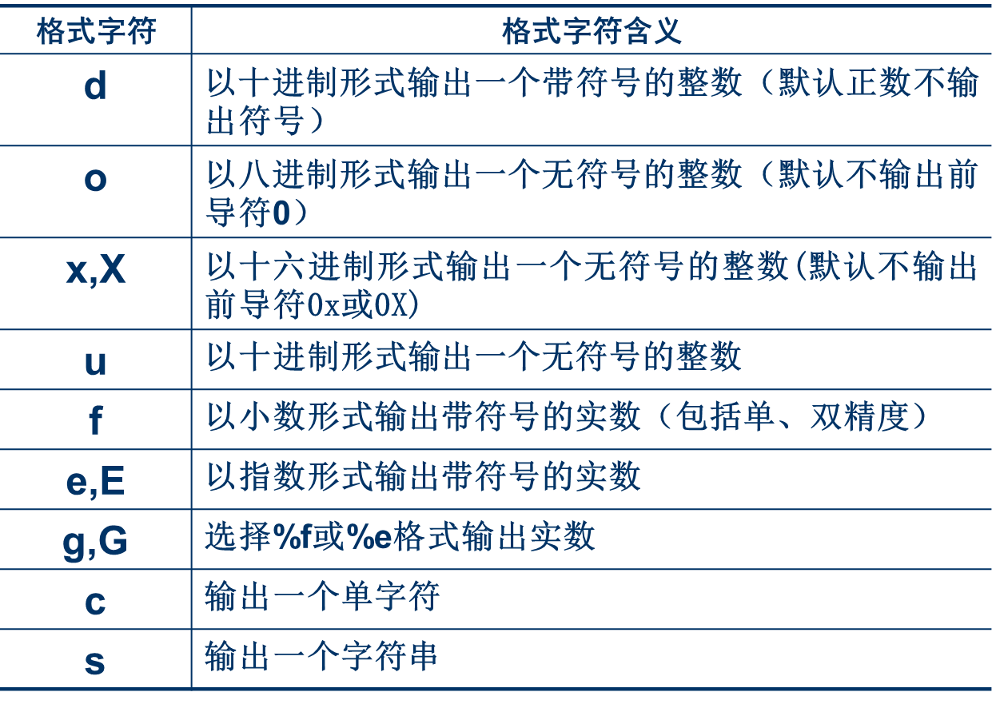 格式字符 格式字符含义
d 以十进制形式输出一个带符号的整数（默认正数不输
出符号）
o 以八进制形式输出一个无符号的整数（默认不输出前
导符0）
x,X 以十六进制形式输出一个无符号的整数(默认不输出
前导符0x或0X)
u 以十进制形式输出一个无符号的整数
f 以小数形式输出带符号的实数（包括单、双精度）
e,E 以指数形式输出带符号的实数
g,G 选择%f或%e格式输出实数
c 输出一个单字符
s 输出一个字符串